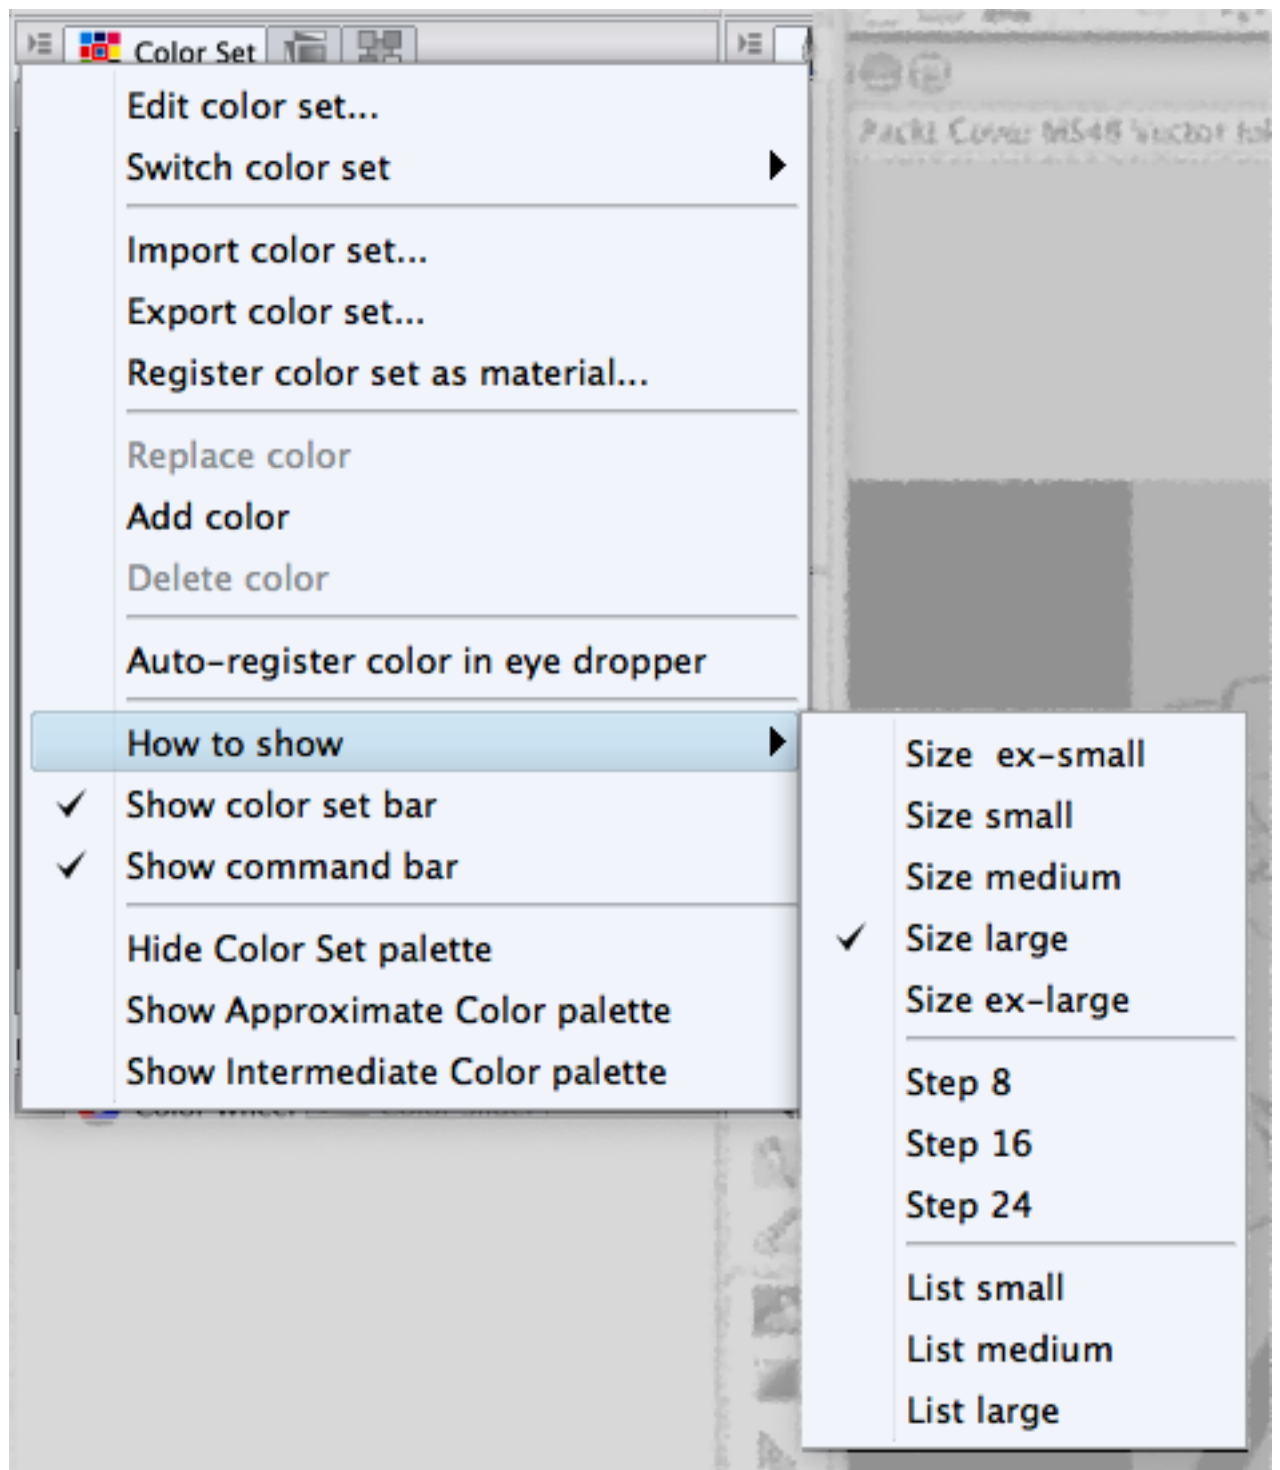 Color Set
Edit color set...
Switch color set
Import color set...
Export color set...
Register color set as material...
Replace color
Add color
Delete color
Auto-register color in eye dropper
How to show
Show color set bar
Show command bar
Hide Color Set palette
Show Approximate Color palette
Show Intermediate Color palette
Size  ex-small
Size small
Size medium
Size large
Size ex-large
Step 8
Step 16
Step 24
List small
List medium
List large